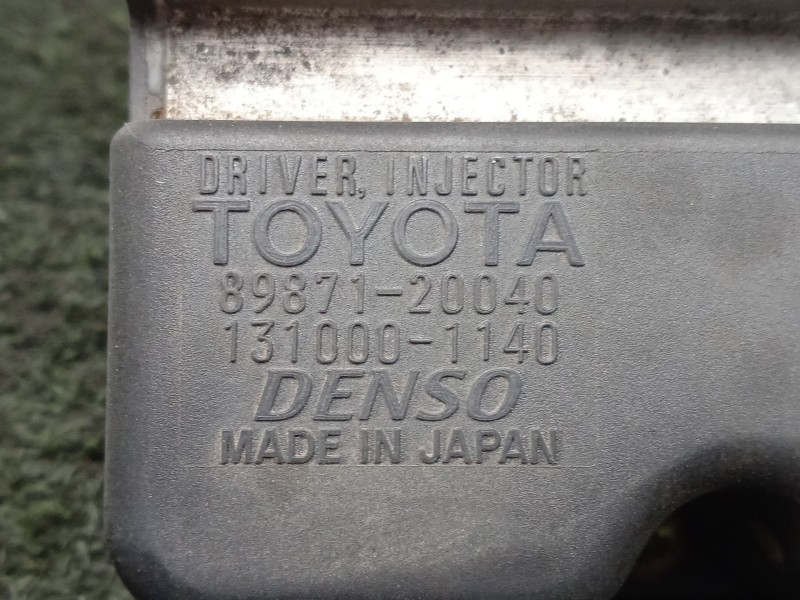 DRIVER, INJECTOR
TOYOTA
89871-20040
131000-1140
DENSO
MADE IN JAPAN